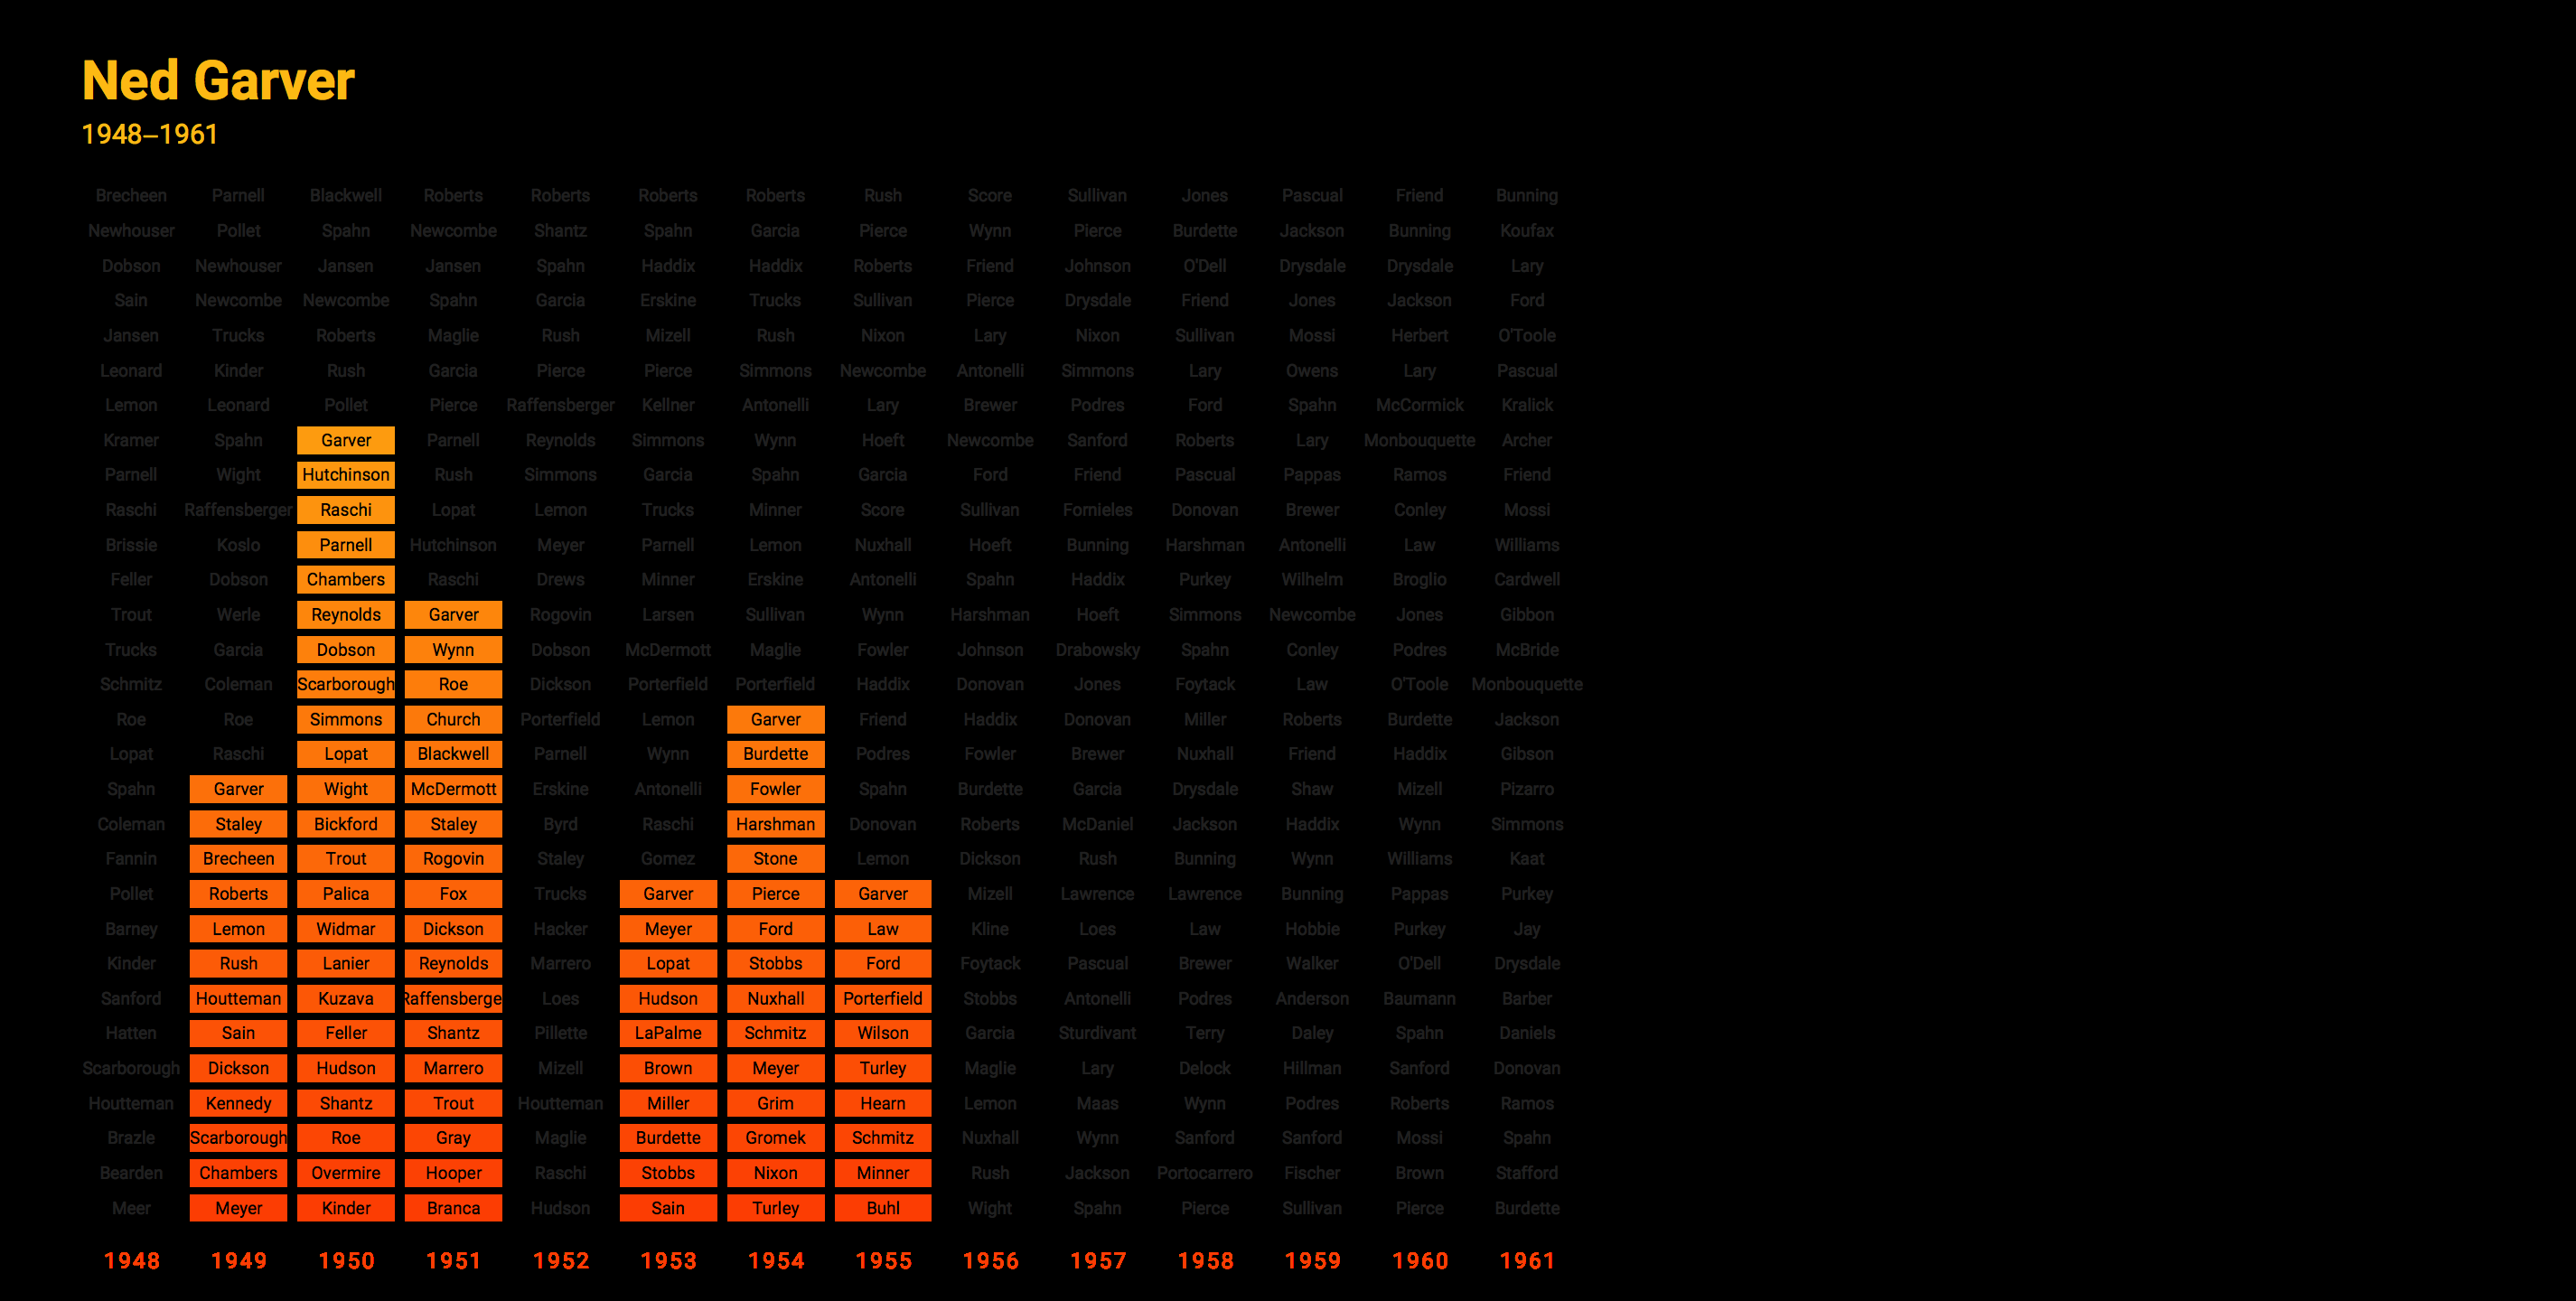 Ned Garver
1948–1961
Brecheen Parnell Blackwell Roberts Roberts Roberts Roberts Rush Score Sullivan Jones Pascual Friend Bunning
Newhouser Pollet Spahn Newcombe Shantz Spahn Garcia Pierce Wynn Pierce Burdette Jackson Bunning Koufax
Dobson Newhouser Jansen Jansen Spahn Haddix Haddix Roberts Friend Johnson O'Dell Drysdale Drysdale Lary
Sain Newcombe Newcombe Spahn Garcia Erskine Trucks Sullivan Pierce Drysdale Friend Jones Jackson Ford
Jansen Trucks Roberts Maglie Rush Mizell Rush Nixon Lary Nixon Sullivan Mossi Herbert O'Toole
Leonard Kinder Rush Garcia Pierce Pierce Simmons Newcombe Antonelli Simmons Lary Owens Lary Pascual
Lemon Leonard Pollet Pierce Raffensberger Kellner Antonelli Lary Brewer Podres Ford Spahn McCormick Kralick
Kramer Spahn Garver Parnell Reynolds Simmons Wynn Hoeft Newcombe Sanford Roberts Lary Monbouquette Archer
Parnell Wight Hutchinson Rush Simmons Garcia Spahn Garcia Ford Friend Pascual Pappas Ramos Friend
Raschi Raffensberger Raschi Lopat Lemon Trucks Minner Score Sullivan Fornieles Donovan Brewer Conley Mossi
Brissie Koslo Parnell Hutchinson Meyer Parnell Lemon Nuxhall Hoeft Bunning Harshman Antonelli Law Williams
Feller Dobson Chambers Raschi Drews Minner Erskine Antonelli Spahn Haddix Purkey Wilhelm Broglio Cardwell
Trout Werle Reynolds Garver Rogovin Larsen Sullivan Wynn Harshman Hoeft Simmons Newcombe Jones Gibbon
Trucks Garcia Dobson Wynn Dobson McDermott Maglie Fowler Johnson Drabowsky Spahn Conley Podres McBride
Schmitz Coleman Scarborough Roe Dickson Porterfield Porterfield Haddix Donovan Jones Foytack Law O'Toole Monbouquette
Roe Roe Simmons Church Porterfield Lemon Garver Friend Haddix Donovan Miller Roberts Burdette Jackson
Lopat Raschi Lopat Blackwell Parnell Wynn Burdette Podres Fowler Brewer Nuxhall Friend Haddix Gibson
Spahn Garver Wight McDermott Erskine Antonelli Fowler Spahn Burdette Garcia Drysdale Shaw Mizell Pizarro
Coleman Staley Bickford Staley Byrd Raschi Harshman Donovan Roberts McDaniel Jackson Haddix Wynn Simmons
Fannin Brecheen Trout Rogovin Staley Gomez Stone Lemon Dickson Rush Bunning Wynn Williams Kaat
Pollet Roberts Palica Fox Trucks Garver Pierce Garver Mizell Lawrence Lawrence Bunning Pappas Purkey
Barney Lemon Widmar Dickson Hacker Meyer Ford Law Kline Loes Law Hobbie Purkey Jay
Kinder Rush Lanier Reynolds Marrero Lopat Stobbs Ford Foytack Pascual Brewer Walker O'Dell Drysdale
Sanford Houtteman Kuzava Raffensberge Loes Hudson Nuxhall Porterfield Stobbs Antonelli Podres Anderson Baumann Barber
Hatten Sain Feller Shantz Pillette LaPalme Schmitz Wilson Garcia Sturdivant Terry Daley Spahn Daniels
Scarborough Dickson Hudson Marrero Mizell Brown Meyer Turley Maglie Lary Delock Hillman Sanford Donovan
Houtteman Kennedy Shantz Trout Houtteman Miller Grim Hearn Lemon Maas Wynn Podres Roberts Ramos
Brazle Scarborough Roe Gray Maglie Burdette Gromek Schmitz Nuxhall Wynn Sanford Sanford Mossi Spahn
Bearden Chambers Overmire Hooper Raschi Stobbs Nixon Minner Rush Jackson Portocarrero Fischer Brown Stafford
Meer Meyer Kinder Branca Hudson Sain Turley Buhl Wight Spahn Pierce Sullivan Pierce Burdette
1948 1949 1950 1951 1952 1953 1954 1955 1956 1957 1958 1959 1960 1961